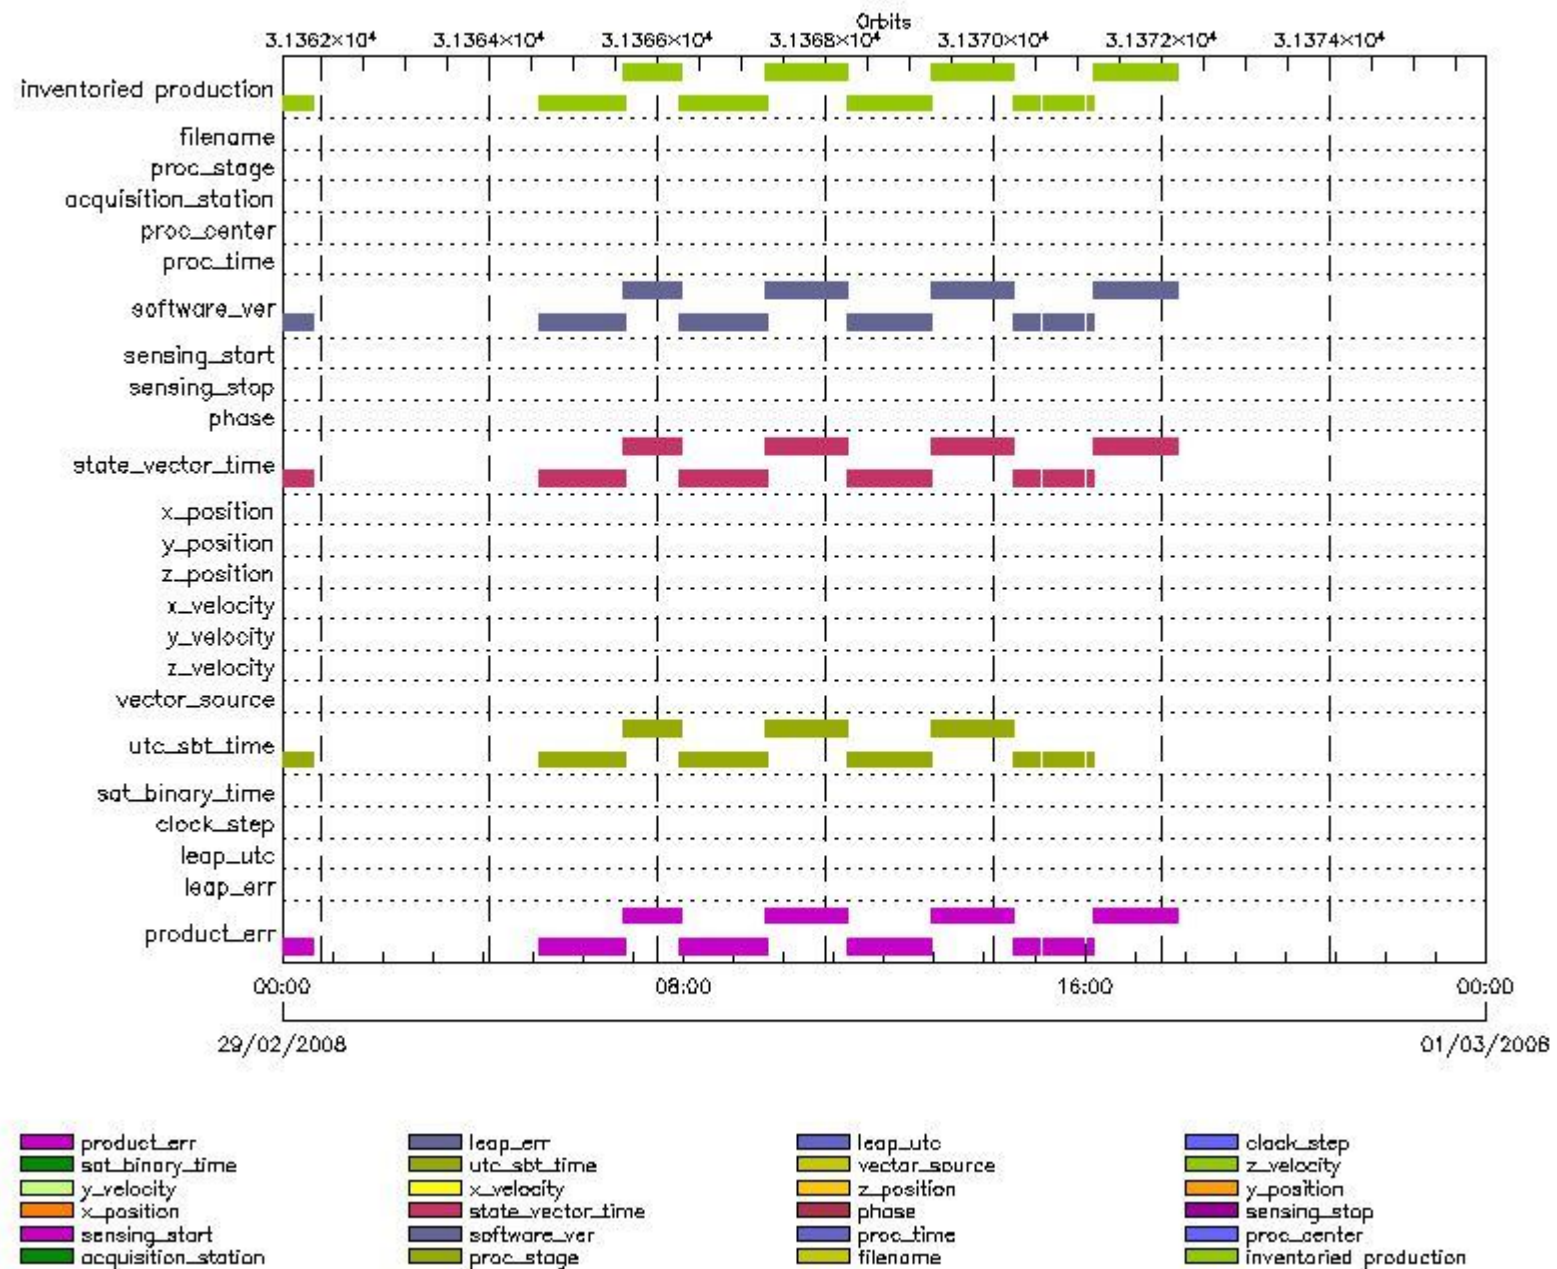 Orbits
3.1362×10⁴ 3.1364×10⁴ 3.1366×10⁴ 3.1368×10⁴ 3.1370×10⁴ 3.1372×10⁴ 3.1374×10⁴
inventoried production
filename
proc_stage
acquisition_station
proc_center
proc_time
software_ver
sensing_start
sensing_stop
phase
state_vector_time
x_position
y_position
z_position
x_velocity
y_velocity
z_velocity
vector_source
utc_sbt_time
sat_binary_time
clock_step
leap_utc
leap_err
product_err
00:00 08:00 16:00 00:00
29/02/2008 01/03/2008
product_err leap_err leap_utc clock_step
sat_binary_time utc_sbt_time vector_source z_velocity
y_velocity x_velocity z_position y_position
x_position state_vector_time phase sensing_stop
sensing_start software_ver proc_time proc_center
acquisition_station proc_stage filename inventoried production